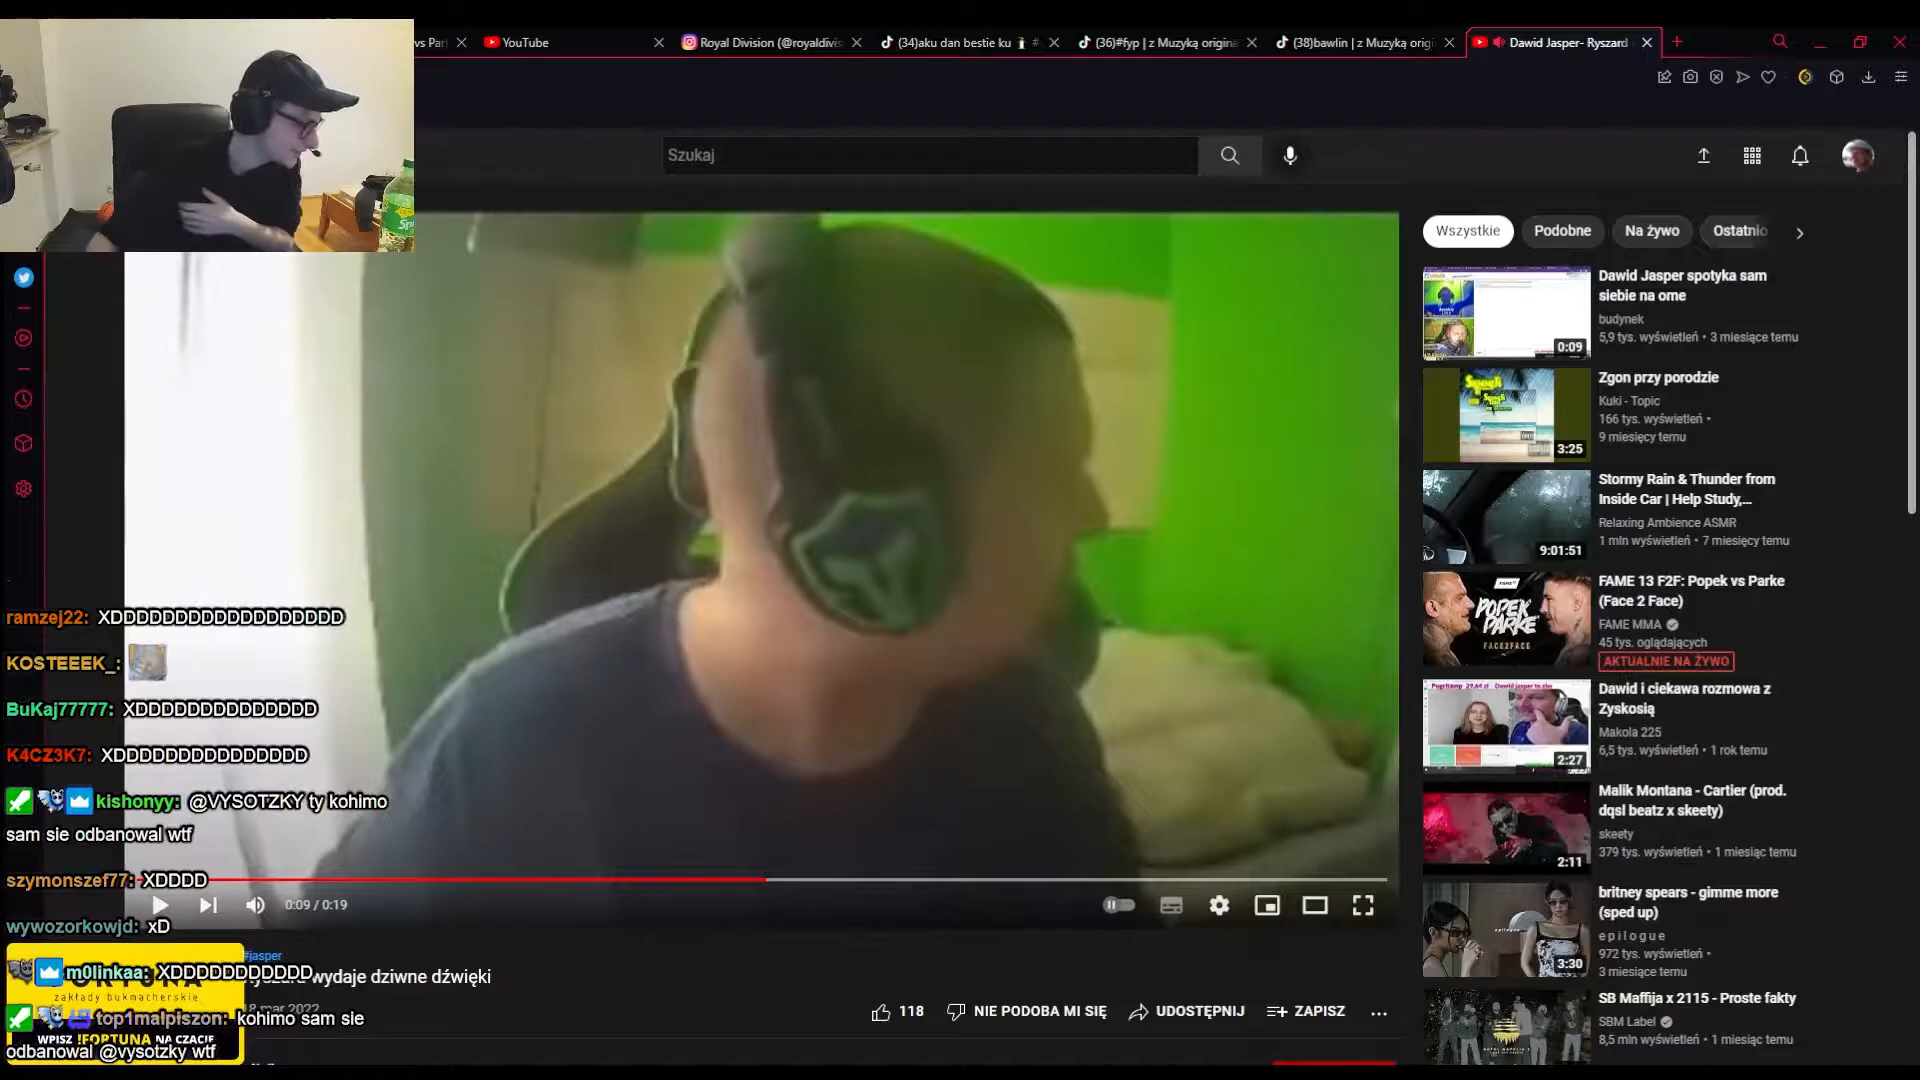 vs Par
YouTube
Royal Division (@royaldivis
(34)aku dan bestie ku
#
(36)#fyp | z Muzyką origina
(38)bawlin | z Muzyką origi
Dawid Jasper- Ryszard
Szukaj
Wszystkie
Podobne
Na żywo
Ostatnio
0:09
Dawid Jasper spotyka sam
siebie na ome
budynek
5,9 tys. wyświetleń • 3 miesiące temu
3:25
Zgon przy porodzie
Kuki - Topic
166 tys. wyświetleń •
9 miesięcy temu
9:01:51
Stormy Rain & Thunder from
Inside Car | Help Study,...
Relaxing Ambience ASMR
1 mln wyświetleń • 7 miesięcy temu
FAME
POPEK
PARKE
FACE2FACE
FAME 13 F2F: Popek vs Parke
(Face 2 Face)
FAME MMA
45 tys. oglądających
AKTUALNIE NA ŻYWO
2:27
Dawid i ciekawa rozmowa z
Zyskosią
Makola 225
6,5 tys. wyświetleń • 1 rok temu
2:11
Malik Montana - Cartier (prod.
dqsl beatz x skeety)
skeety
379 tys. wyświetleń • 1 miesiąc temu
3:30
britney spears - gimme more
(sped up)
e p i l o g u e
972 tys. wyświetleń •
3 miesiące temu
SB Maffija x 2115 - Proste fakty
SBM Label
8,5 mln wyświetleń • 1 miesiąc temu
ramzej22: XDDDDDDDDDDDDDDDDDDD
KOSTEEEK_:
BuKaj77777: XDDDDDDDDDDDDDDD
K4CZ3K7: XDDDDDDDDDDDDDDDD
kishonyy: @VYSOTZKY ty kohimo
sam sie odbanowal wtf
szymonszef77: XDDDD
0:09 / 0:19
wywozorkowjd: xD
#jasper
m0linkaa: XDDDDDDDDDDD
wydaje dziwne dźwięki
zakłady bukmacherskie
mar 2022
top1malpiszon: kohimo sam sie
odbanowal @vysotzky wtf
WPISZ !FORTUNA NA CZACIE
118
NIE PODOBA MI SIĘ
UDOSTĘPNIJ
ZAPISZ